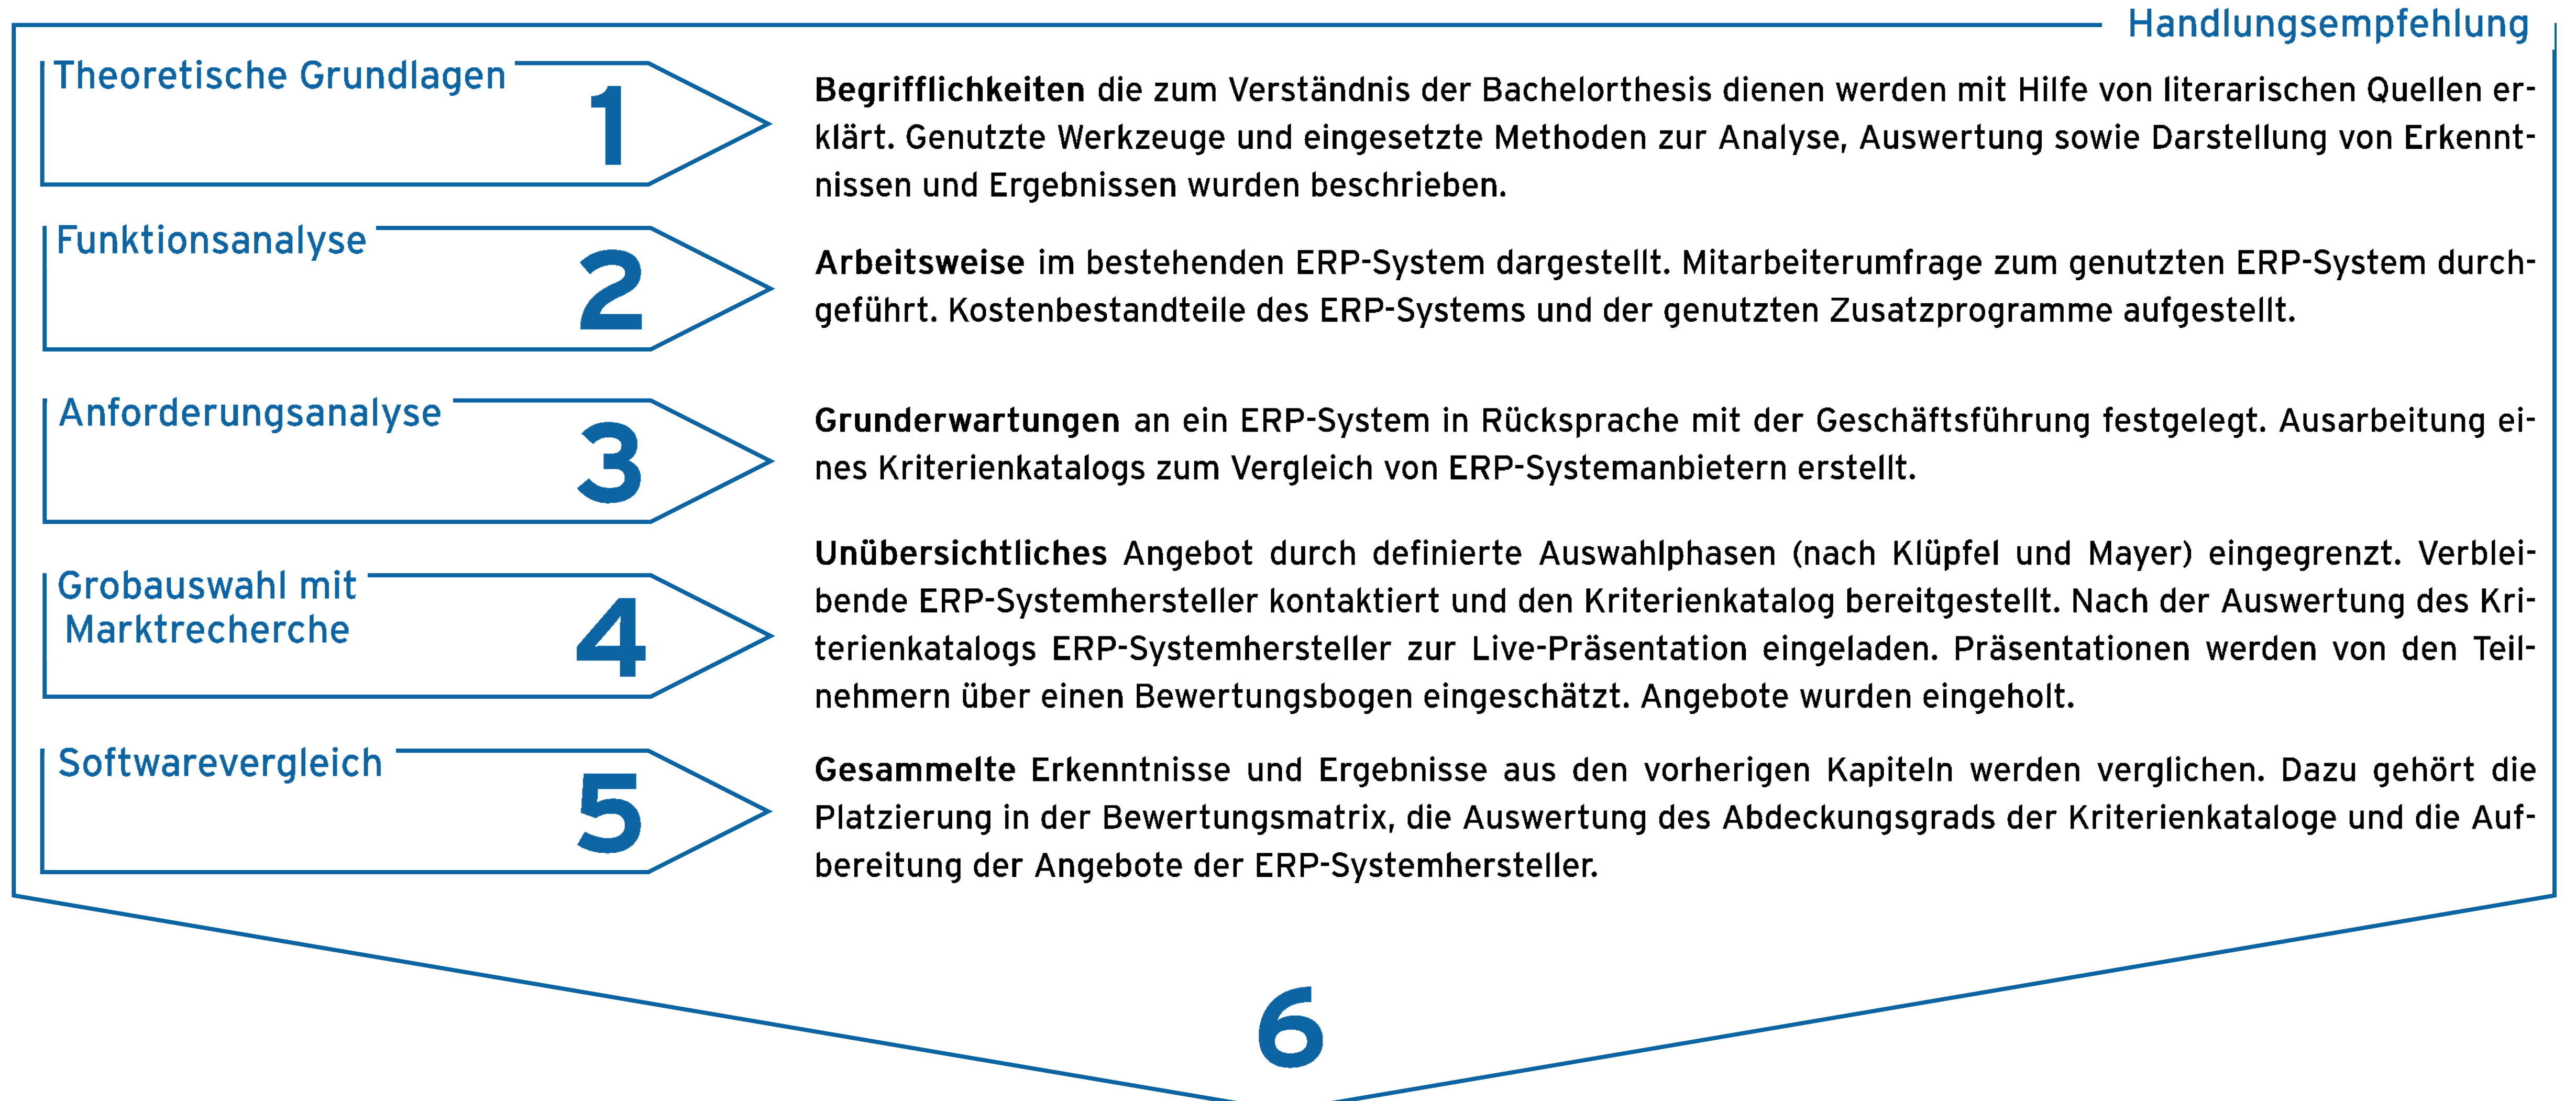 Handlungsempfehlung
Theoretische Grundlagen
1
Begrifflichkeiten die zum Verständnis der Bachelorthesis dienen werden mit Hilfe von literarischen Quellen er-
klärt. Genutzte Werkzeuge und eingesetzte Methoden zur Analyse, Auswertung sowie Darstellung von Erkennt-
nissen und Ergebnissen wurden beschrieben.
Funktionsanalyse
2
Arbeitsweise im bestehenden ERP-System dargestellt. Mitarbeiterumfrage zum genutzten ERP-System durch-
geführt. Kostenbestandteile des ERP-Systems und der genutzten Zusatzprogramme aufgestellt.
Anforderungsanalyse
3
Grunderwartungen an ein ERP-System in Rücksprache mit der Geschäftsführung festgelegt. Ausarbeitung ei-
nes Kriterienkatalogs zum Vergleich von ERP-Systemanbietern erstellt.
Grobauswahl mit
Marktrecherche
4
Unübersichtliches Angebot durch definierte Auswahlphasen (nach Klüpfel und Mayer) eingegrenzt. Verblei-
bende ERP-Systemhersteller kontaktiert und den Kriterienkatalog bereitgestellt. Nach der Auswertung des Kri-
terienkatalogs ERP-Systemhersteller zur Live-Präsentation eingeladen. Präsentationen werden von den Teil-
nehmern über einen Bewertungsbogen eingeschätzt. Angebote wurden eingeholt.
Softwarevergleich
5
Gesammelte Erkenntnisse und Ergebnisse aus den vorherigen Kapiteln werden verglichen. Dazu gehört die
Platzierung in der Bewertungsmatrix, die Auswertung des Abdeckungsgrads der Kriterienkataloge und die Auf-
bereitung der Angebote der ERP-Systemhersteller.
6